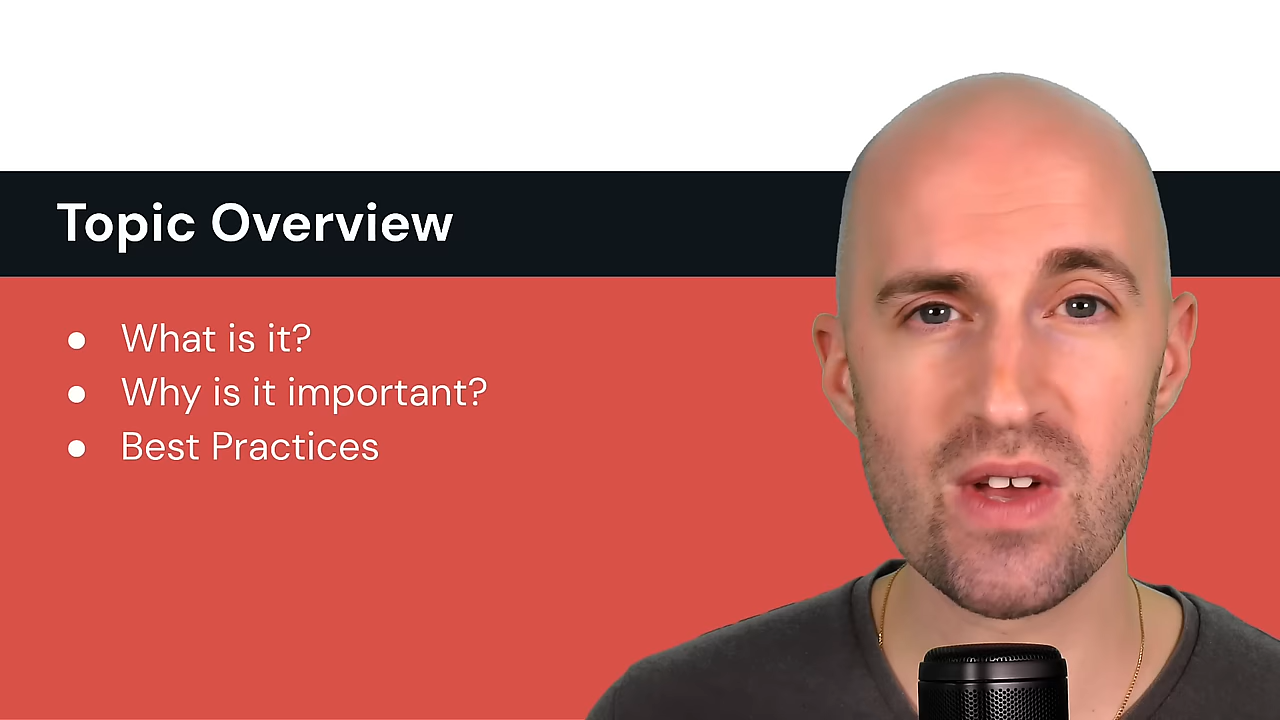 Topic Overview
● What is it?
● Why is it important?
● Best Practices